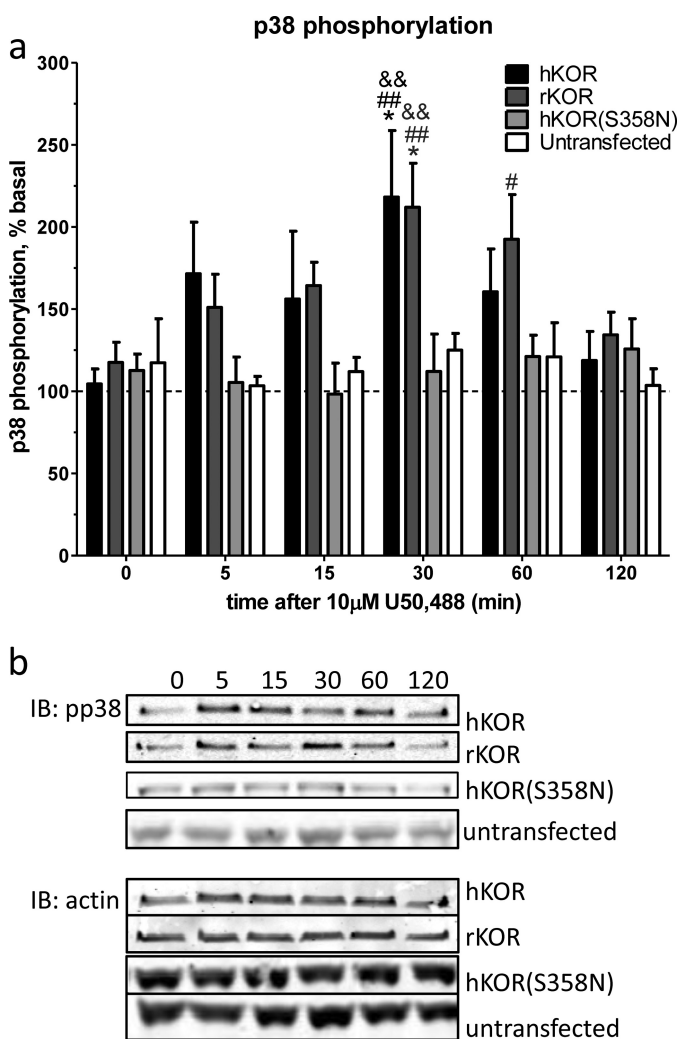 p38 phosphorylation
a
p38 phosphorylation, % basal
300
250
200
150
100
50
0
&&
##
*
&&
##
*
#
hKOR
rKOR
hKOR(S358N)
Untransfected
0 5 15 30 60 120
time after 10μM U50,488 (min)
b
0 5 15 30 60 120
IB: pp38
hKOR
rKOR
hKOR(S358N)
untransfected
IB: actin
hKOR
rKOR
hKOR(S358N)
untransfected